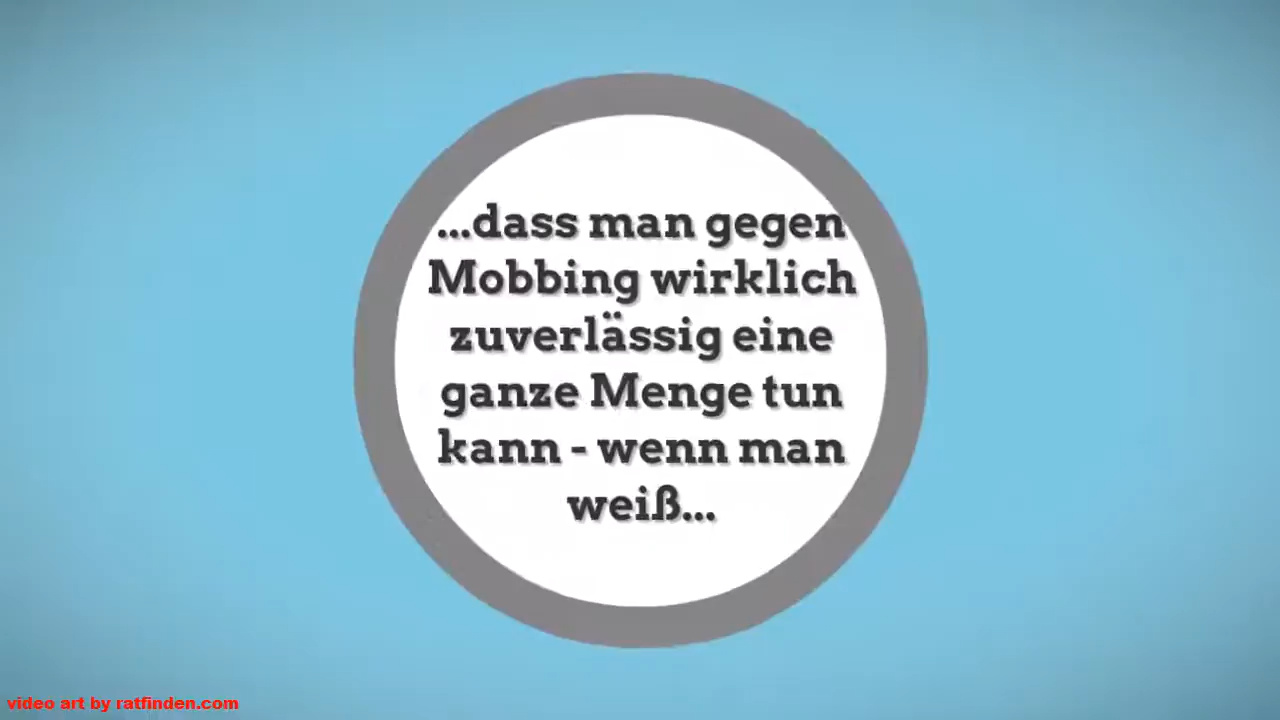 ...dass man gegen
Mobbing wirklich
zuverlässig eine
ganze Menge tun
kann - wenn man
weiß...
video art by ratfinden.com